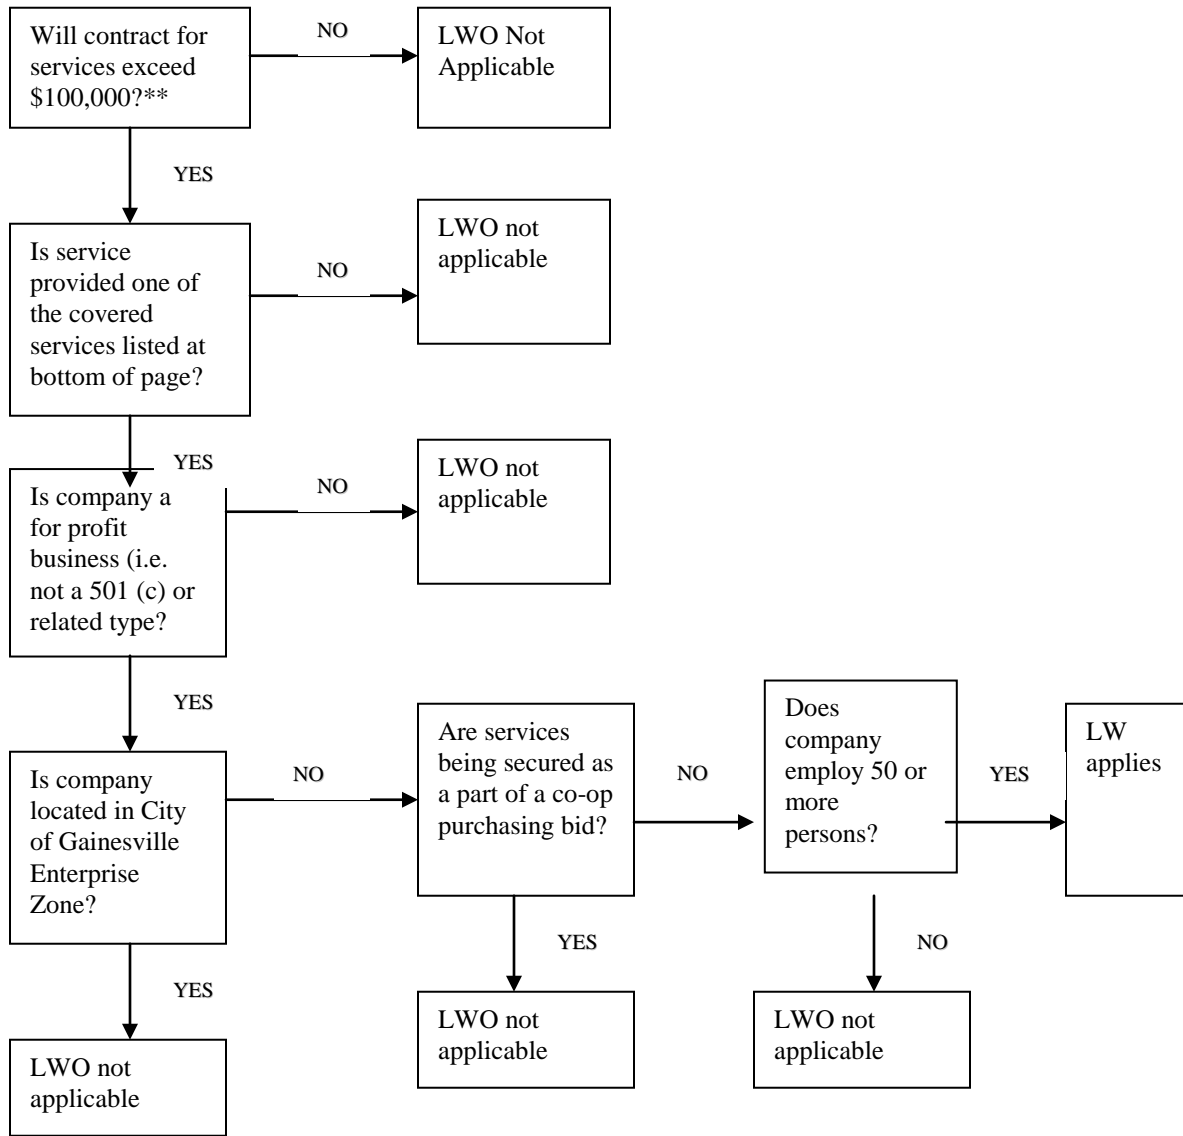 Will contract for
services exceed
$100,000?**
NO
LWO Not
Applicable
YES
Is service
provided one of
the covered
services listed at
bottom of page?
NO
LWO not
applicable
YES
Is company a
for profit
business (i.e.
not a 501 (c) or
related type?
NO
LWO not
applicable
YES
Is company
located in City
of Gainesville
Enterprise
Zone?
NO
Are services
being secured as
a part of a co-op
purchasing bid?
NO
Does
company
employ 50 or
more
persons?
YES
LW
applies
YES
LWO not
applicable
YES
LWO not
applicable
NO
LWO not
applicable